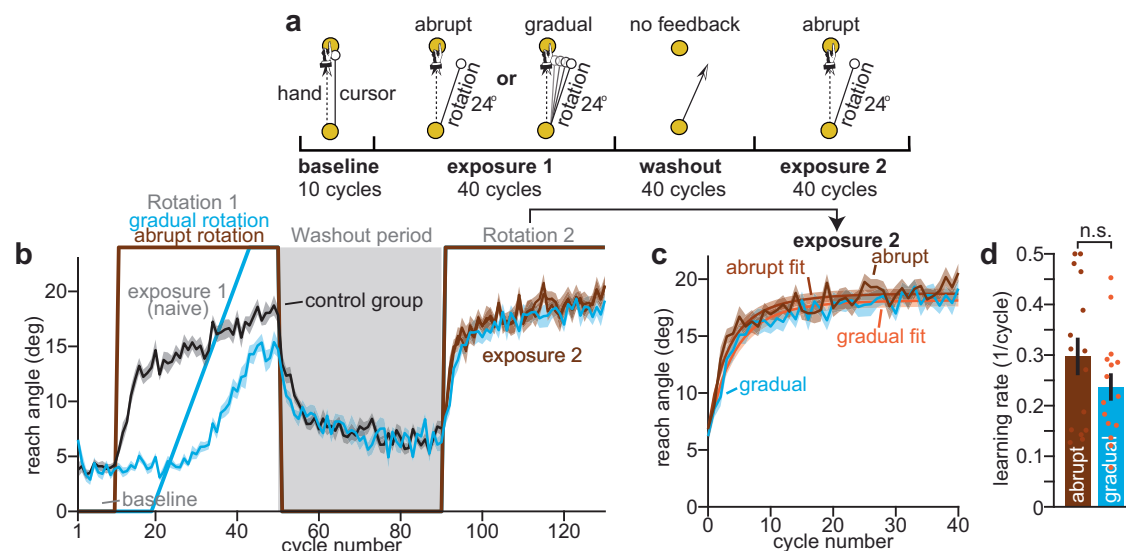 a
abrupt
gradual
no feedback
abrupt
hand
cursor
rotation
24°
or
rotation
24°
rotation
24°
baseline
10 cycles
exposure 1
40 cycles
washout
40 cycles
exposure 2
40 cycles
b
Rotation 1
gradual rotation
abrupt rotation
Washout period
Rotation 2
exposure 1
(naive)
control group
exposure 2
baseline
reach angle (deg)
20
15
10
5
0
1
20
40
60
80
100
120
cycle number
c
exposure 2
abrupt fit
abrupt
gradual fit
gradual
reach angle (deg)
20
15
10
5
0
0
10
20
30
40
cycle number
d
n.s.
learning rate (1/cycle)
0.5
0.4
0.3
0.2
0.1
0
abrupt
gradual